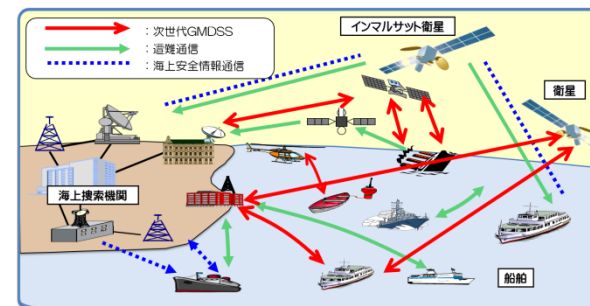 ：次世代GMDSS
：遭難通信
：海上安全情報通信
インマルサット衛星
衛星
海上捜索機関
船舶